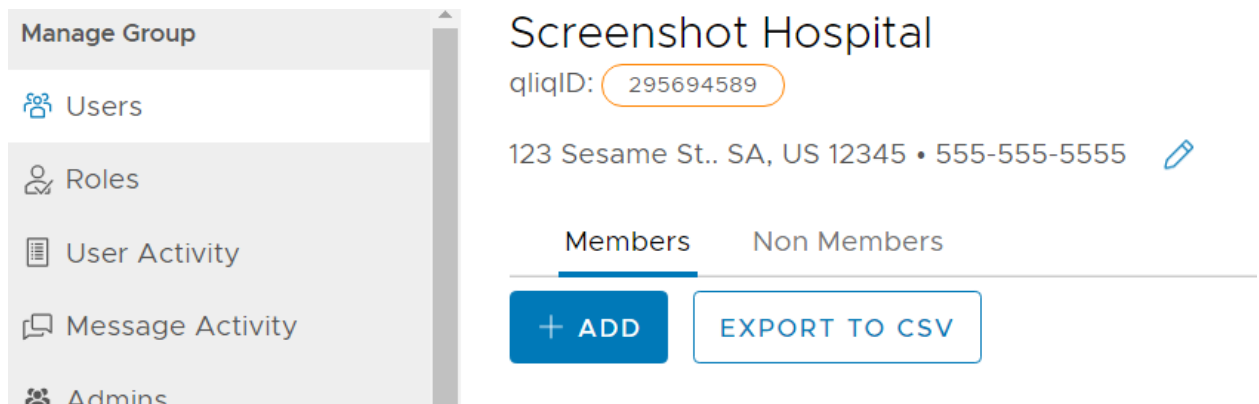 Manage Group
Users
Roles
User Activity
Message Activity
Admins
Screenshot Hospital
qliqID: 295694589
123 Sesame St.. SA, US 12345 • 555-555-5555
Members Non Members
+ ADD EXPORT TO CSV